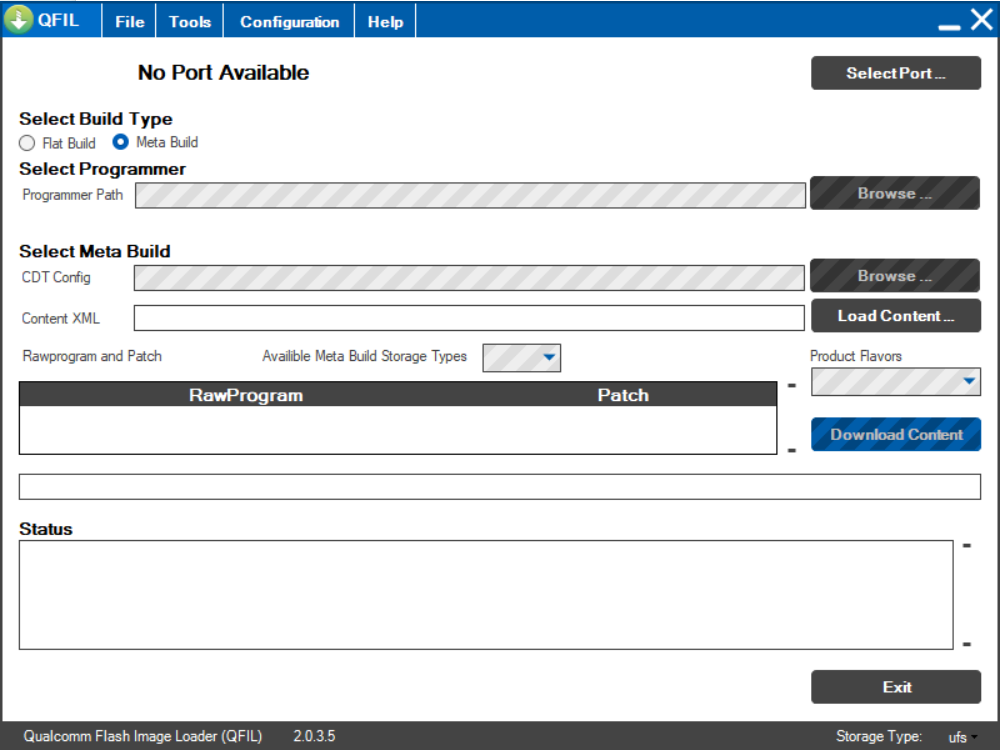 QFIL File Tools Configuration Help
No Port Available Select Port ...
Select Build Type
Flat Build Meta Build
Select Programmer
Programmer Path Browse ...
Select Meta Build
CDT Config Browse ...
Content XML Load Content ...
Rawprogram and Patch Availible Meta Build Storage Types Product Flavors
RawProgram Patch
Download Content
Status
Exit
Qualcomm Flash Image Loader (QFIL) 2.0.3.5 Storage Type: ufs